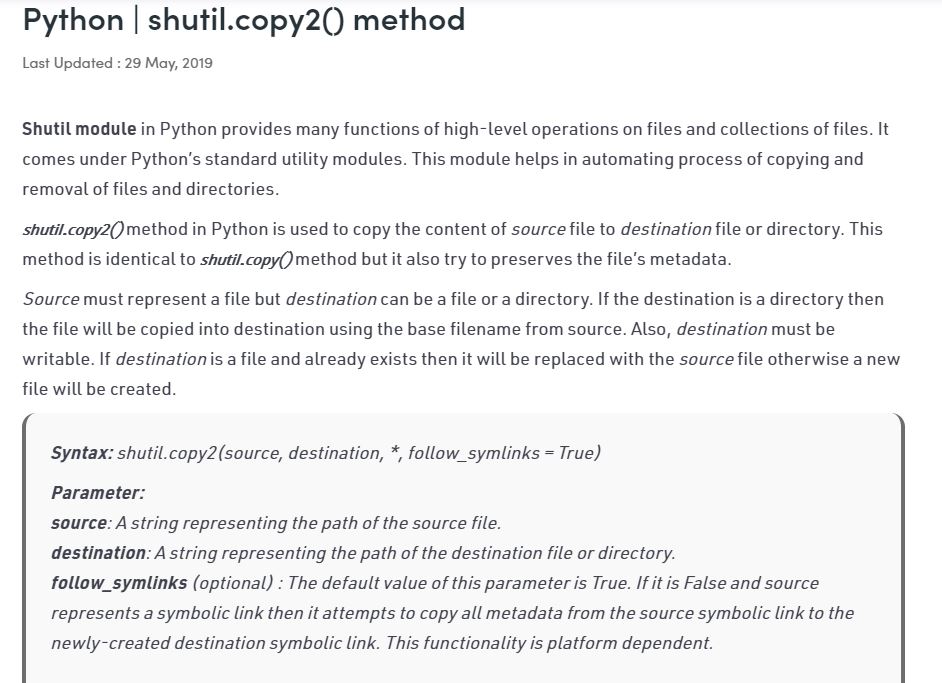 Python | shutil.copy2() method
Last Updated : 29 May, 2019
Shutil module in Python provides many functions of high-level operations on files and collections of files. It
comes under Python's standard utility modules. This module helps in automating process of copying and
removal of files and directories.
shutil.copy2() method in Python is used to copy the content of source file to destination file or directory. This
method is identical to shutil.copy() method but it also try to preserves the file's metadata.
Source must represent a file but destination can be a file or a directory. If the destination is a directory then
the file will be copied into destination using the base filename from source. Also, destination must be
writable. If destination is a file and already exists then it will be replaced with the source file otherwise a new
file will be created.
Syntax: shutil.copy2(source, destination, *, follow_symlinks = True)
Parameter:
source: A string representing the path of the source file.
destination: A string representing the path of the destination file or directory.
follow_symlinks (optional) : The default value of this parameter is True. If it is False and source
represents a symbolic link then it attempts to copy all metadata from the source symbolic link to the
newly-created destination symbolic link. This functionality is platform dependent.